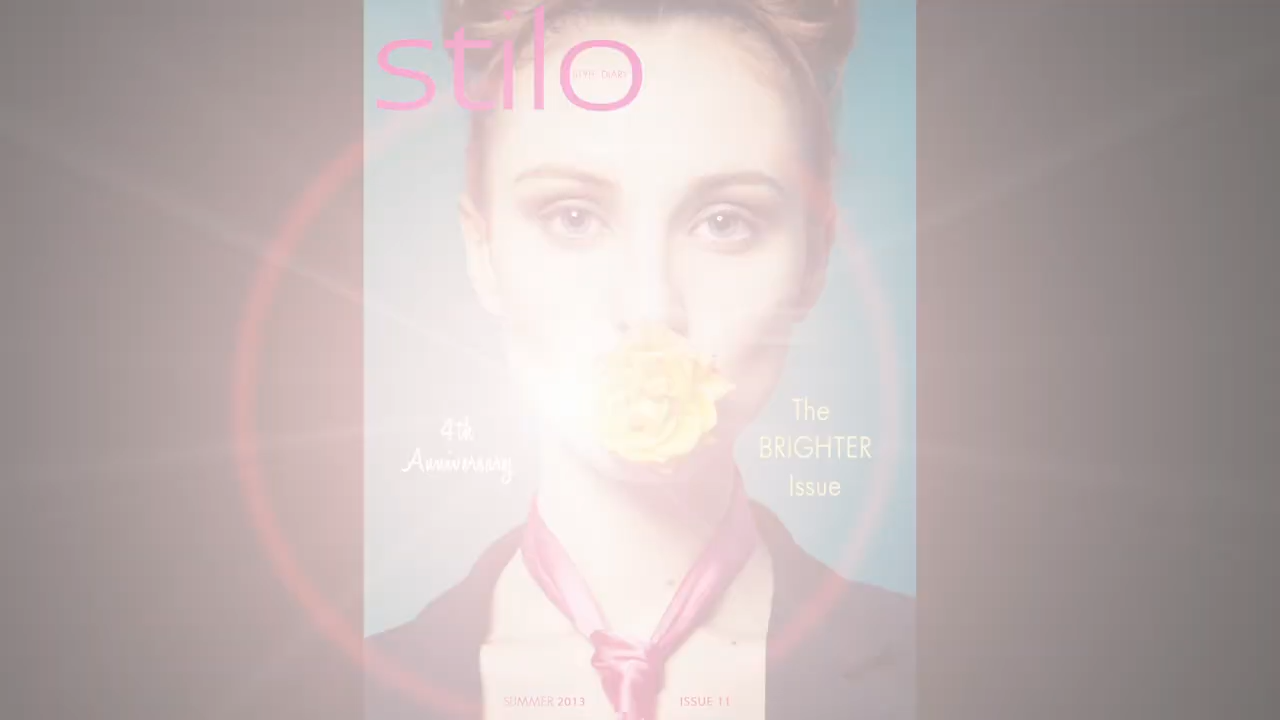 stilo
STYLE DIARY
4th
Anniversary
The
BRIGHTER
Issue
SUMMER 2013
ISSUE 11